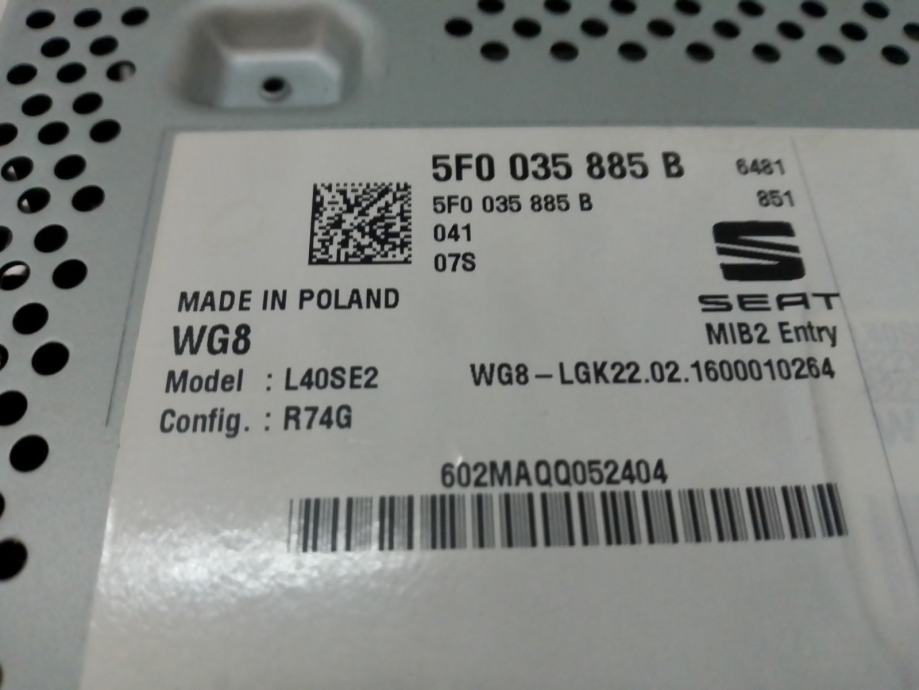 5F0 035 885 B 6481
5F0 035 885 B 851
041
07S
SEAT
MADE IN POLAND
WG8 MIB2 Entry
Model : L40SE2 WG8-LGK22.02.1600010264
Config. : R74G
602MAQQ052404